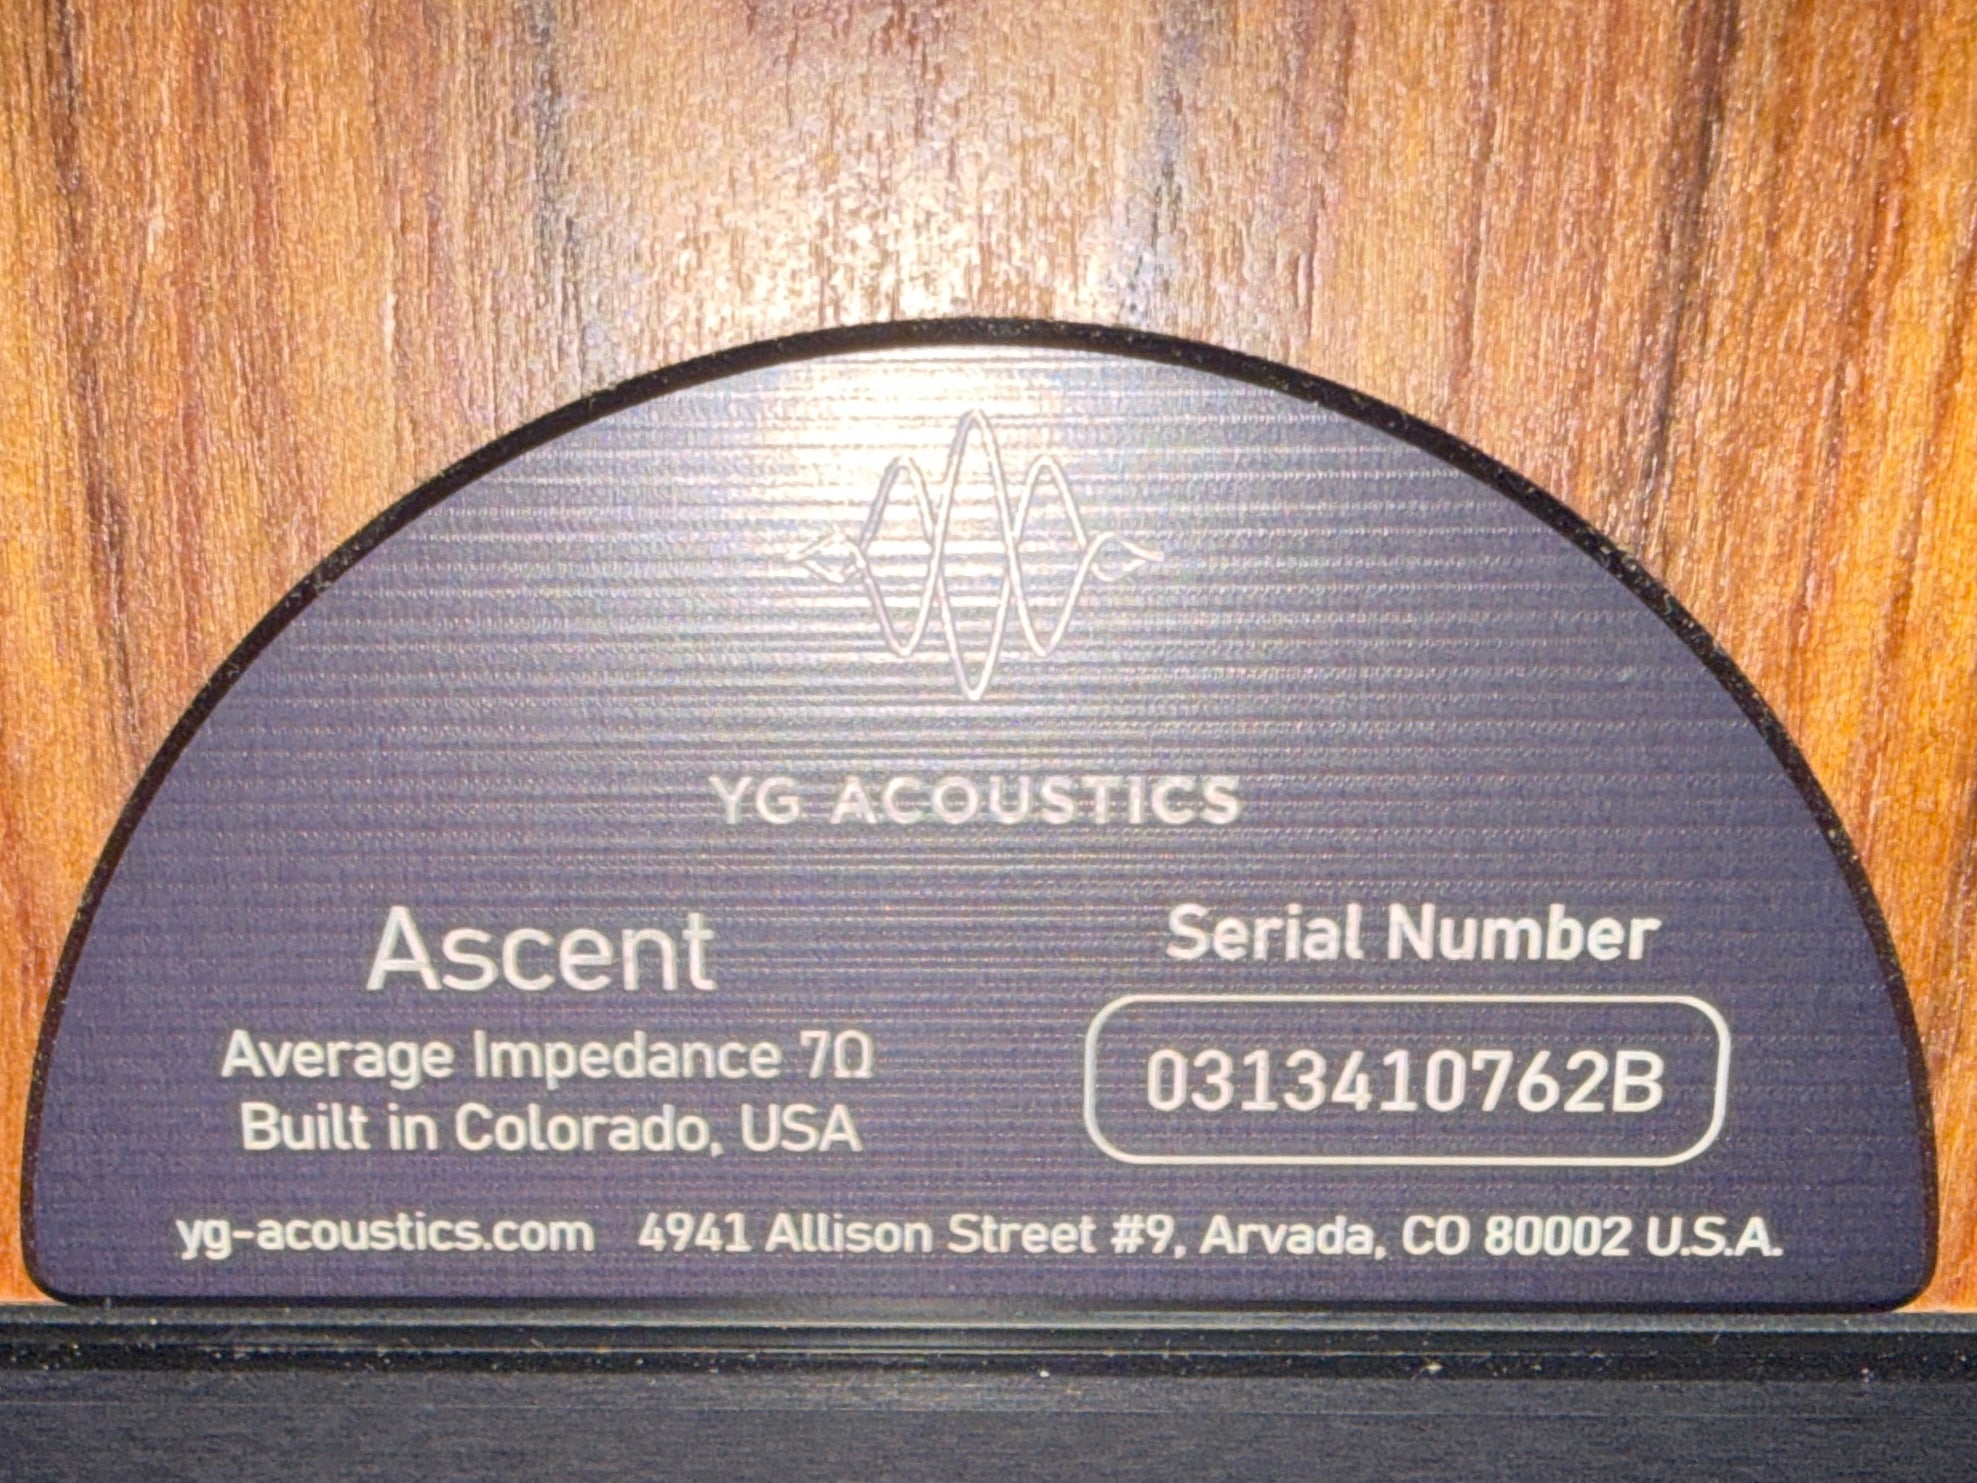 YG ACOUSTICS
Ascent
Average Impedance 7Ω
Built in Colorado, USA
Serial Number
0313410762B
yg-acoustics.com 4941 Allison Street #9, Arvada, CO 80002 U.S.A.